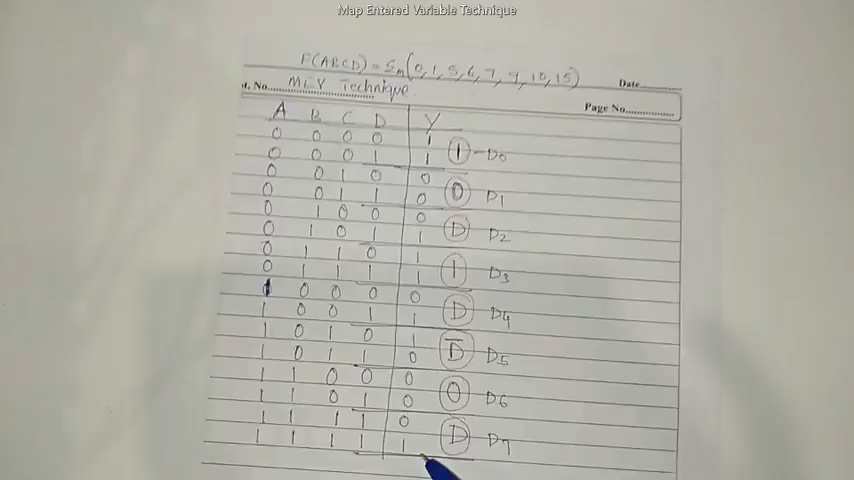 Map Entered Variable Technique
F(ABCD) = Σm(0,1,5,6,7,9,10,15)
Date..............
d. No. MEV Technique.
Page No..................
A B C D Y
0 0 0 0 1
1 - D0
0 0 0 1 1
0 0 1 0 0
0 D1
0 0 1 1 0
0 1 0 0 0
D D2
0 1 0 1 1
0 1 1 0 1
1 D3
0 1 1 1 1
1 0 0 0 0
D D4
1 0 0 1 1
1 0 1 0 1
D̅ D5
1 0 1 1 0
1 1 0 0 0
0 D6
1 1 0 1 0
1 1 1 1 0
D D7
1 1 1 1 1